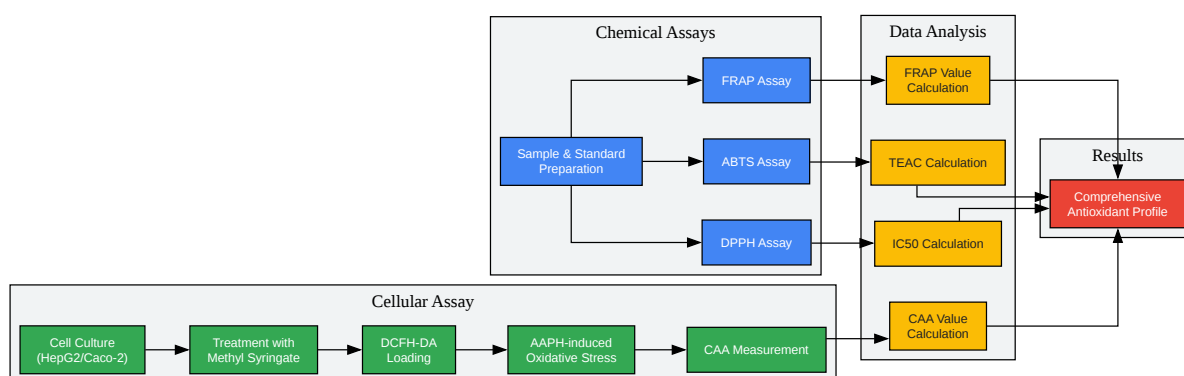 Chemical Assays
FRAP Assay
Sample & Standard
Preparation
ABTS Assay
DPPH Assay
Data Analysis
FRAP Value
Calculation
TEAC Calculation
IC50 Calculation
CAA Value
Calculation
Results
Comprehensive
Antioxidant Profile
Cellular Assay
Cell Culture
(HepG2/Caco-2)
Treatment with
Methyl Syringate
DCFH-DA
Loading
AAPH-induced
Oxidative Stress
CAA Measurement